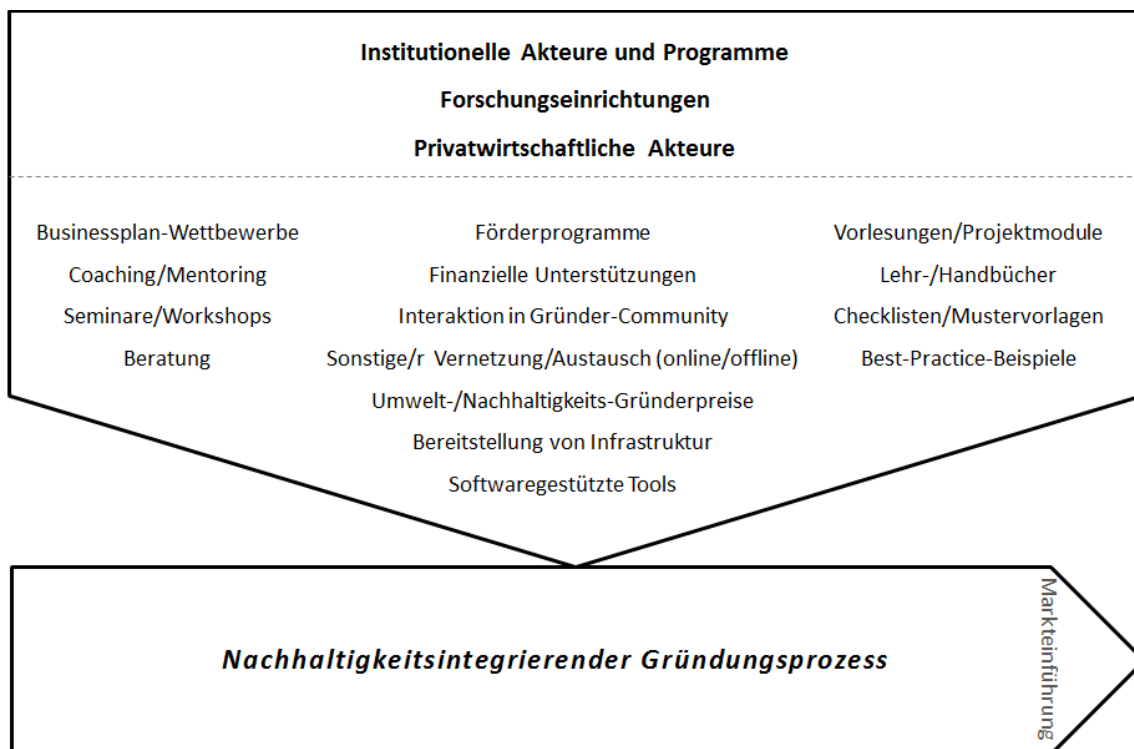 Institutionelle Akteure und Programme
Forschungseinrichtungen
Privatwirtschaftliche Akteure
Businessplan-Wettbewerbe
Coaching/Mentoring
Seminare/Workshops
Beratung
Förderprogramme
Finanzielle Unterstützungen
Interaktion in Gründer-Community
Sonstige/r Vernetzung/Austausch (online/offline)
Umwelt-/Nachhaltigkeits-Gründerpreise
Bereitstellung von Infrastruktur
Softwaregestützte Tools
Vorlesungen/Projektmodule
Lehr-/Handbücher
Checklisten/Mustervorlagen
Best-Practice-Beispiele
Nachhaltigkeitsintegrierender Gründungsprozess
Markteinführung